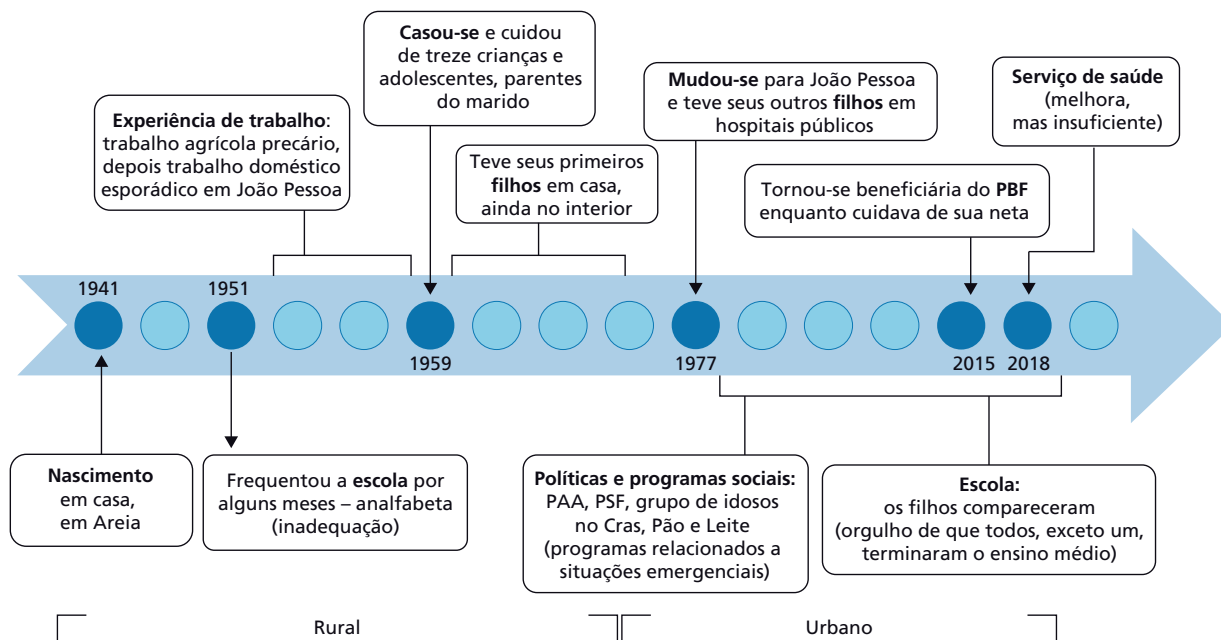 Casou-se e cuidou
de treze crianças e
adolescentes, parentes
do marido
Mudou-se para João Pessoa
e teve seus outros filhos em
hospitais públicos
Serviço de saúde
(melhora,
mas insuficiente)
Experiência de trabalho:
trabalho agrícola precário,
depois trabalho doméstico
esporádico em João Pessoa
Teve seus primeiros
filhos em casa,
ainda no interior
Tornou-se beneficiária do PBF
enquanto cuidava de sua neta
1941
1951
1959
1977
2015
2018
Nascimento
em casa,
em Areia
Frequentou a escola por
alguns meses – analfabeta
(inadequação)
Políticas e programas sociais:
PAA, PSF, grupo de idosos
no Cras, Pão e Leite
(programas relacionados a
situações emergenciais)
Escola:
os filhos compareceram
(orgulho de que todos, exceto um,
terminaram o ensino médio)
Rural
Urbano